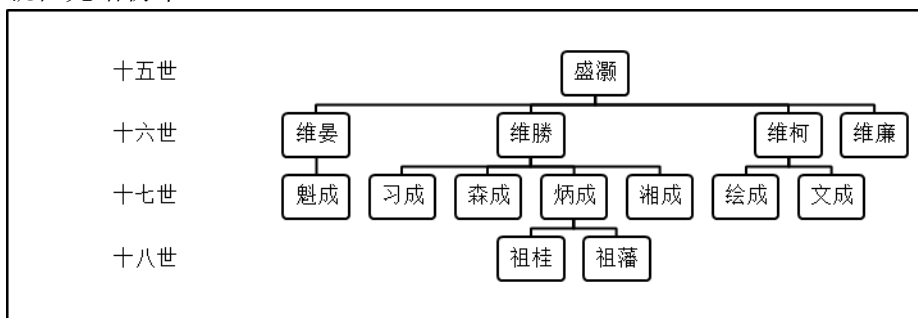 十五世 盛灏
十六世 维晏 维勝 维柯 维廉
十七世 魁成 习成 森成 炳成 湘成 绘成 文成
十八世 祖桂 祖藩